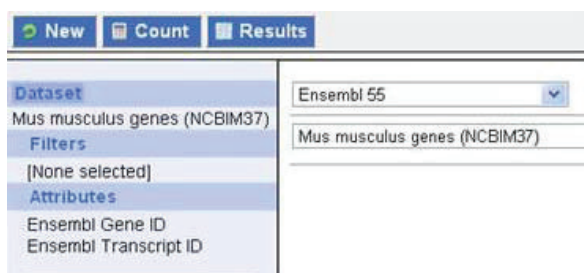 New Count Results
Dataset
Mus musculus genes (NCBIM37)
Filters
[None selected]
Attributes
Ensembl Gene ID
Ensembl Transcript ID
Ensembl 55
Mus musculus genes (NCBIM37)